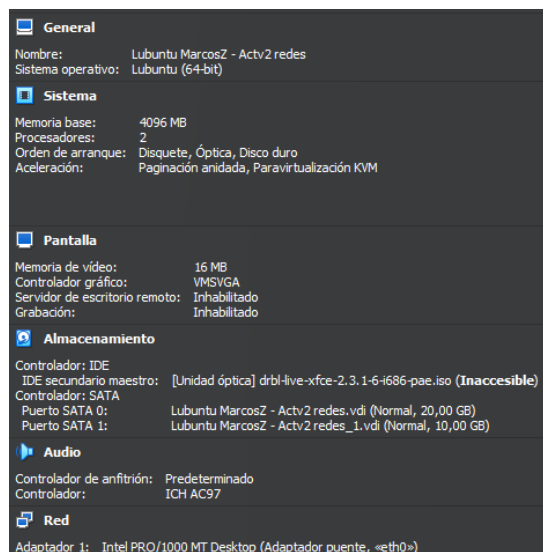 General
Nombre: Lubuntu MarcosZ - Actv2 redes
Sistema operativo: Lubuntu (64-bit)
Sistema
Memoria base: 4096 MB
Procesadores: 2
Orden de arranque: Disquete, Óptica, Disco duro
Aceleración: Paginación anidada, Paravirtualización KVM
Pantalla
Memoria de vídeo: 16 MB
Controlador gráfico: VMSVGA
Servidor de escritorio remoto: Inhabilitado
Grabación: Inhabilitado
Almacenamiento
Controlador: IDE
IDE secundario maestro: [Unidad óptica] drbl-live-xfce-2.3.1-6-i686-pae.iso (Inaccesible)
Controlador: SATA
Puerto SATA 0: Lubuntu MarcosZ - Actv2 redes.vdi (Normal, 20,00 GB)
Puerto SATA 1: Lubuntu MarcosZ - Actv2 redes_1.vdi (Normal, 10,00 GB)
Audio
Controlador de anfitrión: Predeterminado
Controlador: ICH AC97
Red
Adaptador 1: Intel PRO/1000 MT Desktop (Adaptador puente, «eth0»)